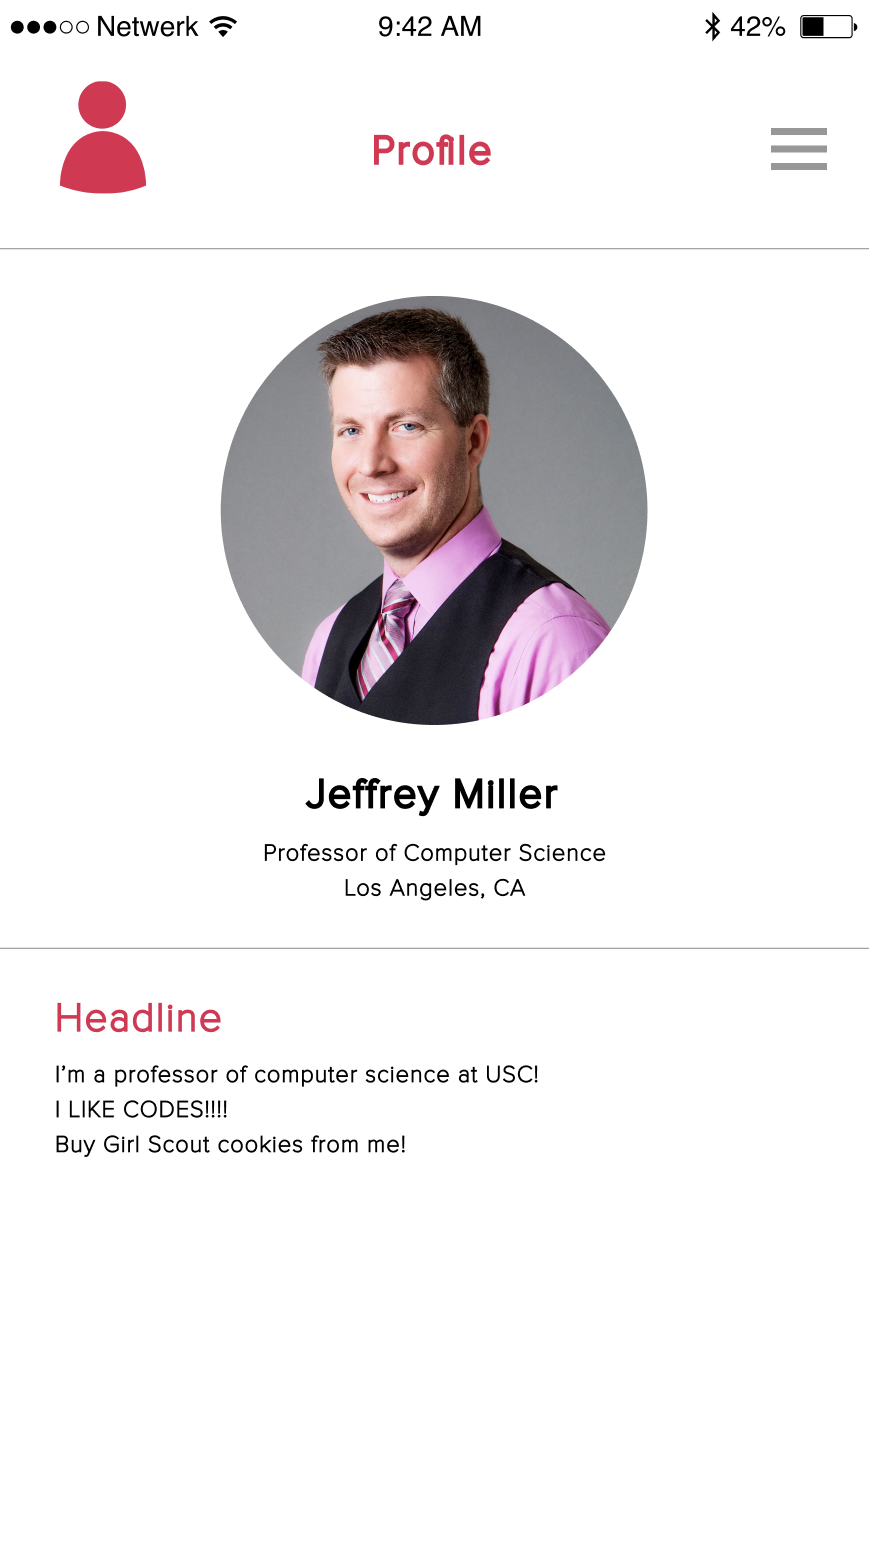 Netwerk 9:42 AM 42%
Profile
Jeffrey Miller
Professor of Computer Science
Los Angeles, CA
Headline
I’m a professor of computer science at USC!
I LIKE CODES!!!!
Buy Girl Scout cookies from me!